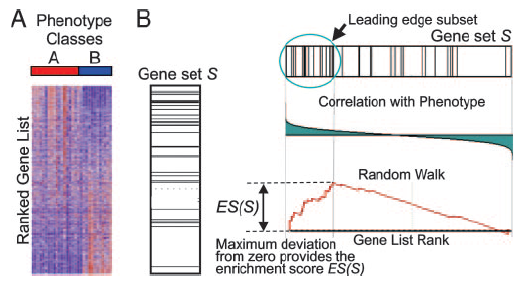 A
Phenotype
Classes
A B
Ranked Gene List
B
Gene set S
Leading edge subset
Gene set S
Correlation with Phenotype
Random Walk
ES(S)
Gene List Rank
Maximum deviation
from zero provides the
enrichment score ES(S)